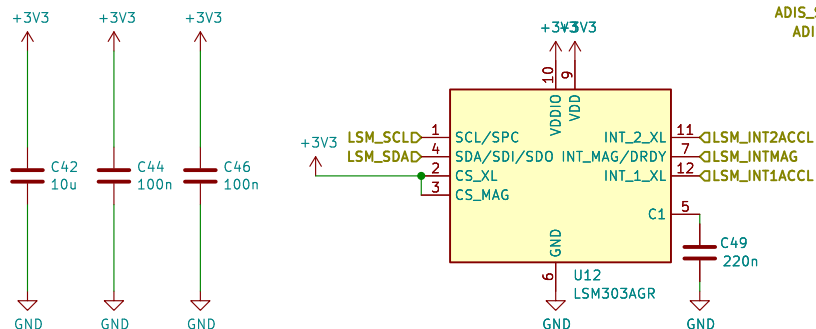 +3V3
+3V3
+3V3
C42
10u
C44
100n
C46
100n
GND
GND
GND
ADIS_S
ADI
+3V3
+3V3
10
9
VDDIO
VDD
LSM_SCL
1
SCL/SPC
LSM_SDA
4
SDA/SDI/SDO
+3V3
2
CS_XL
3
CS_MAG
INT_2_XL
11
LSM_INT2ACCL
INT_MAG/DRDY
7
LSM_INTMAG
INT_1_XL
12
LSM_INT1ACCL
C1
5
C49
220n
GND
6
U12
LSM303AGR
GND
GND